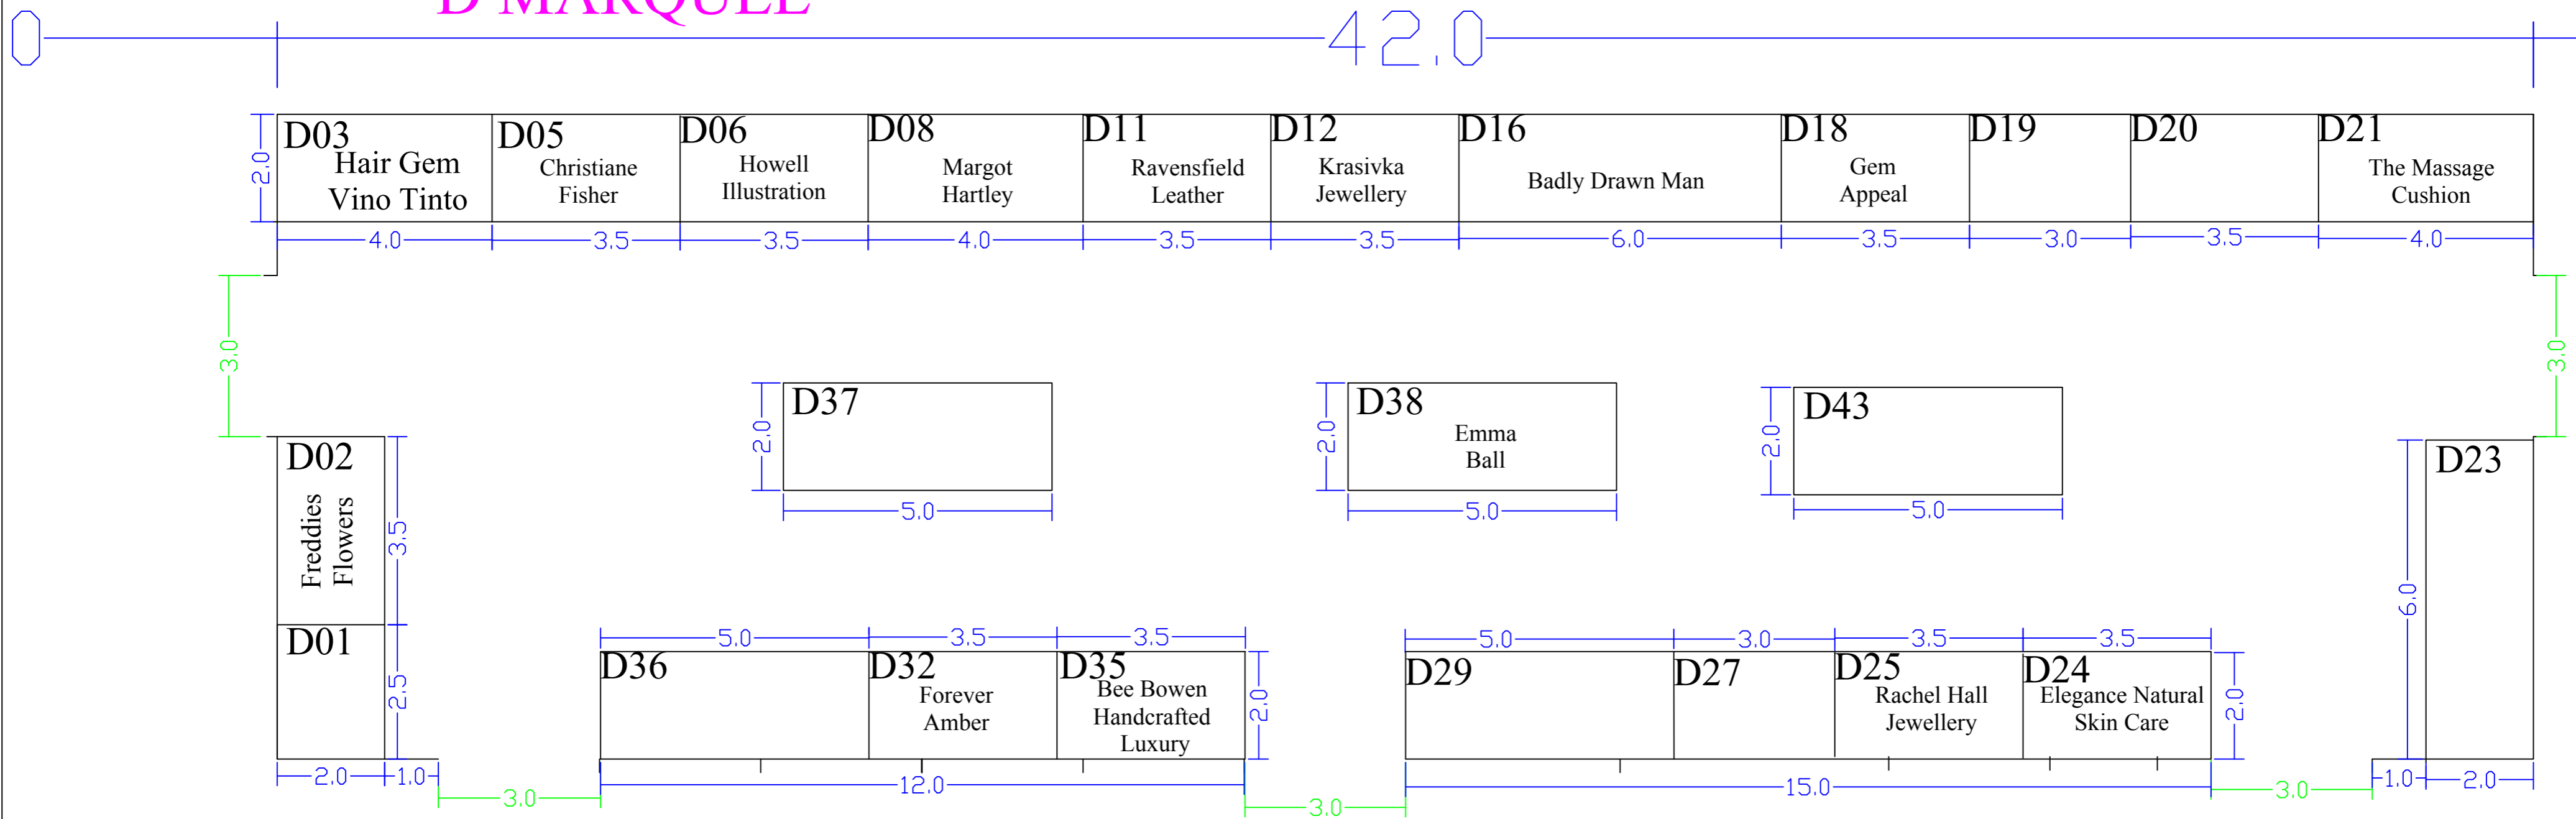 D MARQUEE
0
42.0
D03
Hair Gem
Vino Tinto
D05
Christiane
Fisher
D06
Howell
Illustration
D08
Margot
Hartley
D11
Ravensfield
Leather
D12
Krasivka
Jewellery
D16
Badly Drawn Man
D18
Gem
Appeal
D19
D20
D21
The Massage
Cushion
2.0
4.0
3.5
3.5
4.0
3.5
3.5
6.0
3.5
3.0
3.5
4.0
3.0
3.0
D37
2.0
5.0
D38
Emma
Ball
2.0
5.0
D43
2.0
5.0
D02
Freddies
Flowers
3.5
D01
2.5
2.0
1.0
3.0
5.0
3.5
3.5
D36
D32
Forever
Amber
D35
Bee Bowen
Handcrafted
Luxury
2.0
12.0
3.0
5.0
3.0
3.5
3.5
D29
D27
D25
Rachel Hall
Jewellery
D24
Elegance Natural
Skin Care
2.0
15.0
3.0
D23
6.0
1.0
2.0